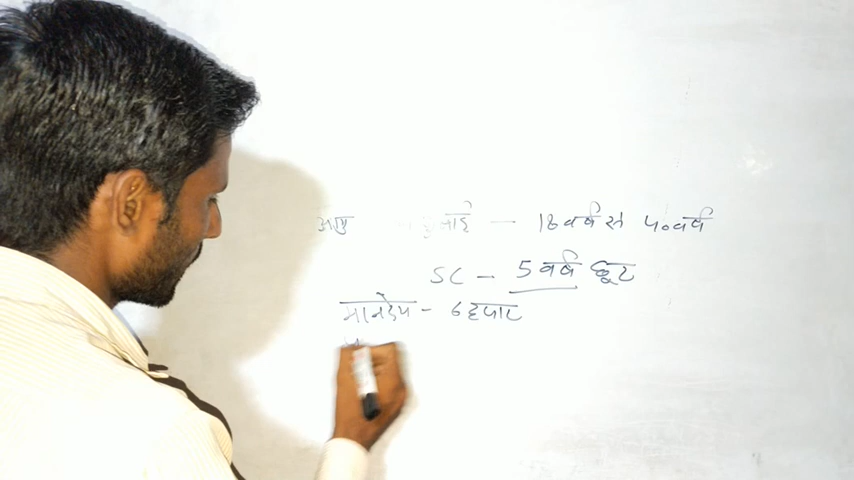 आयु जुलाई — 18 वर्ष से 40 वर्ष
SC - 5 वर्ष छूट
मानदेय - 6 हजार